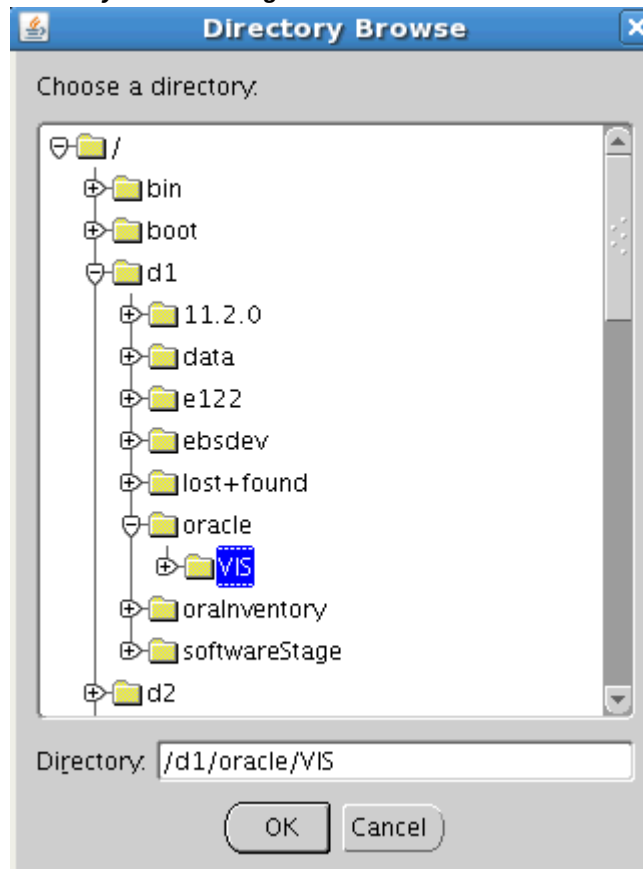 Directory Browse
Choose a directory:
/
bin
boot
d1
11.2.0
data
e122
ebsdev
lost+found
oracle
VIS
oraInventory
softwareStage
d2
Directory: /d1/oracle/VIS
OK Cancel